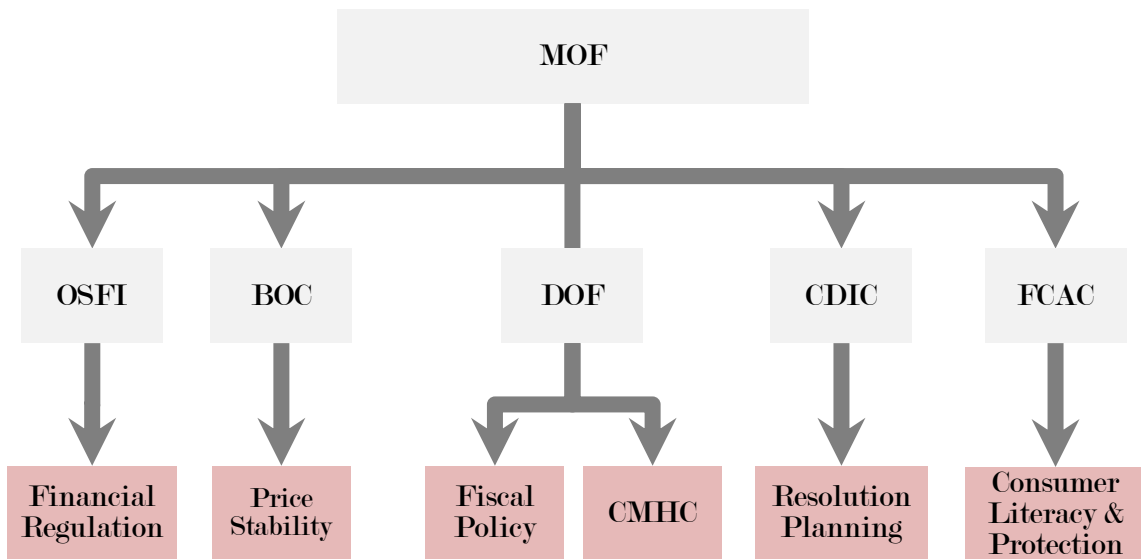 MOF
OSFI
BOC
DOF
CDIC
FCAC
Financial
Regulation
Price
Stability
Fiscal
Policy
CMHC
Resolution
Planning
Consumer
Literacy &
Protection